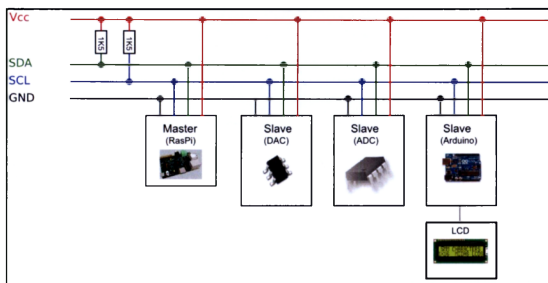 Vcc
1K5 1K5
SDA
SCL
GND
Master Slave Slave Slave
(RasPi) (DAC) (ADC) (Arduino)
LCD